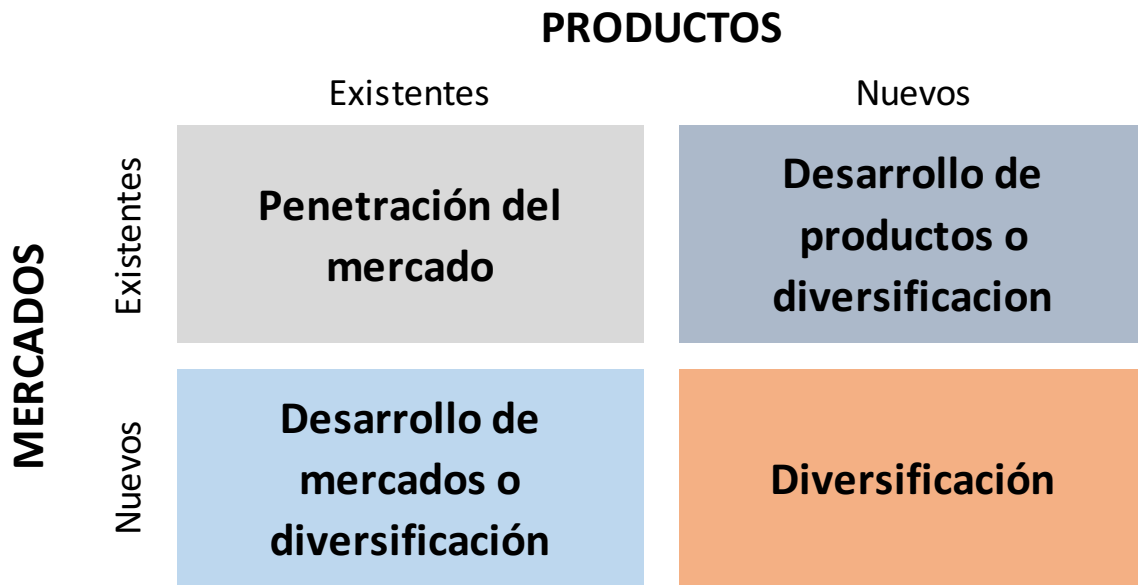 PRODUCTOS
Existentes
Nuevos
MERCADOS
Existentes
Penetración del
mercado
Desarrollo de
productos o
diversificacion
Nuevos
Desarrollo de
mercados o
diversificación
Diversificación